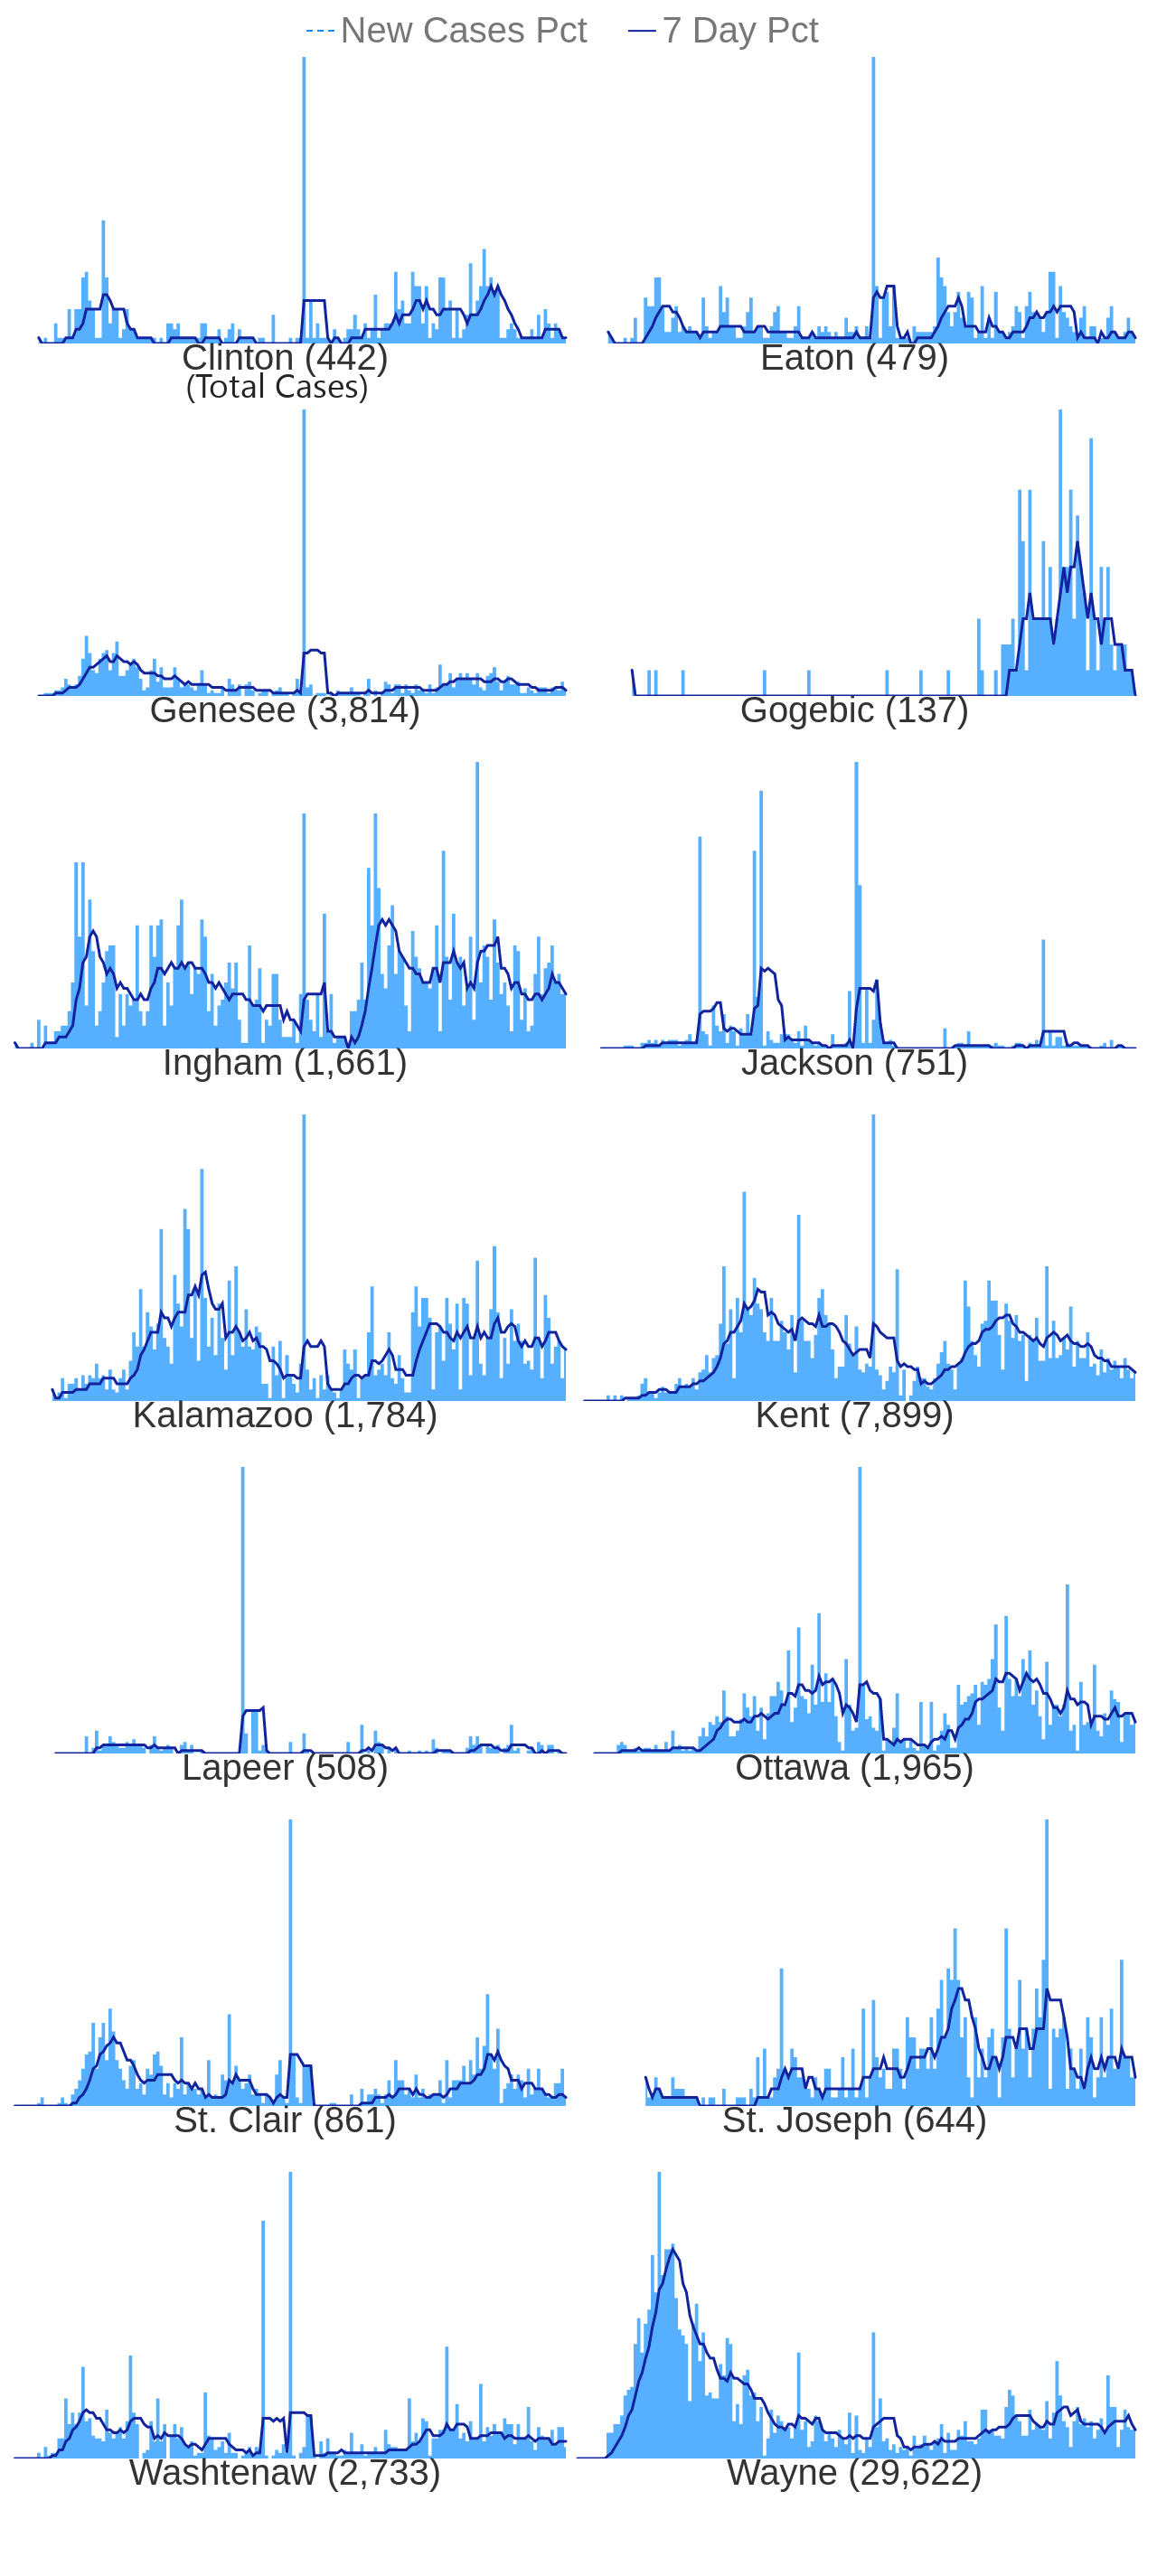 New Cases Pct 7 Day Pct
Clinton (442) Eaton (479)
(Total Cases)
Genesee (3,814) Gogebic (137)
Ingham (1,661) Jackson (751)
Kalamazoo (1,784) Kent (7,899)
Lapeer (508) Ottawa (1,965)
St. Clair (861) St. Joseph (644)
Washtenaw (2,733) Wayne (29,622)